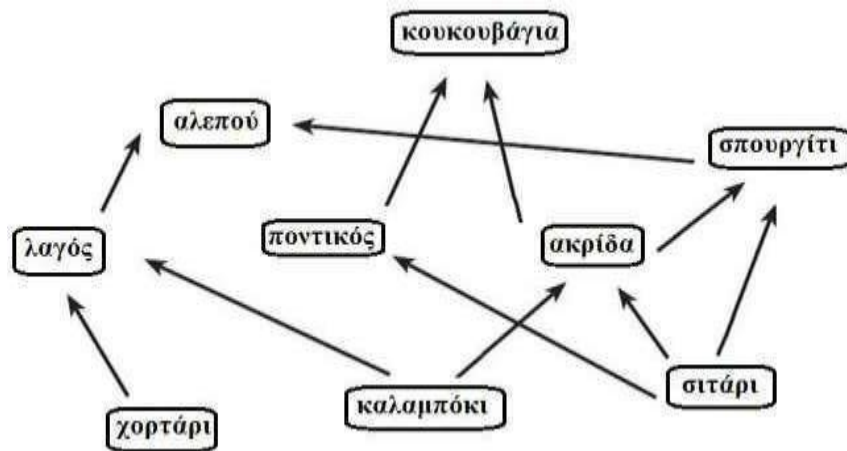 κουκουβάγια
αλεπού
σπουργίτι
λαγός
ποντικός
ακρίδα
χορτάρι
καλαμπόκι
σιτάρι